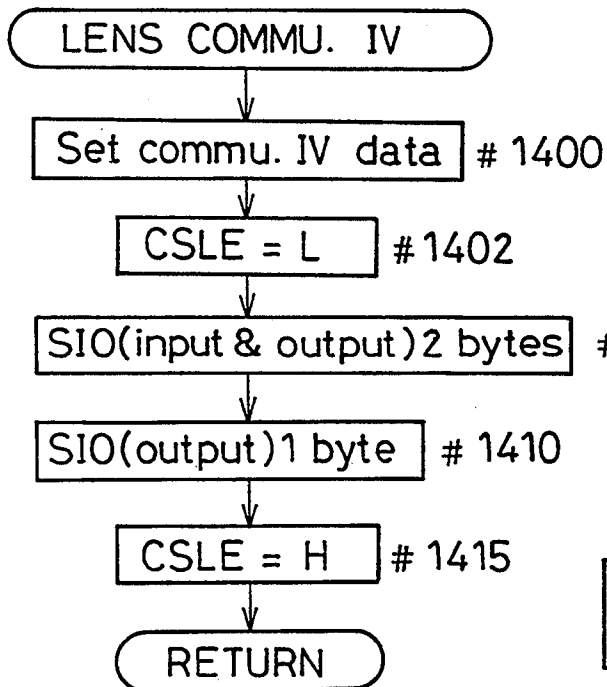 LENS COMMU. IV
Set commu. IV data # 1400
CSLE = L # 1402
SIO(input & output)2 bytes #
SIO(output)1 byte # 1410
CSLE = H # 1415
RETURN